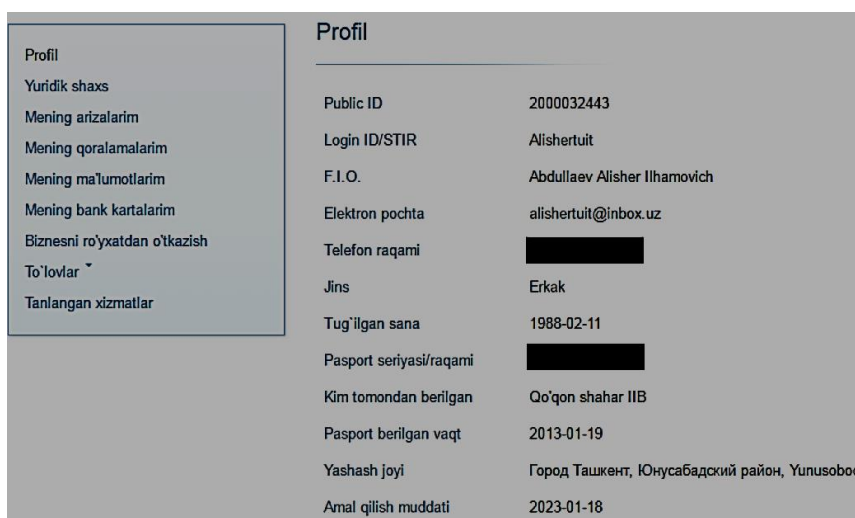 Profil
Yuridik shaxs
Mening arizalarim
Mening qoralamalarim
Mening ma'lumotlarim
Mening bank kartalarim
Biznesni ro'yxatdan o'tkazish
To`lovlar
Tanlangan xizmatlar
Profil
Public ID 2000032443
Login ID/STIR Alishertuit
F.I.O. Abdullaev Alisher Ilhamovich
Elektron pochta alishertuit@inbox.uz
Telefon raqami
Jins Erkak
Tug`ilgan sana 1988-02-11
Pasport seriyasi/raqami
Kim tomondan berilgan Qo'qon shahar IIB
Pasport berilgan vaqt 2013-01-19
Yashash joyi Город Ташкент, Юнусабадский район,
Amal qilish muddati 2023-01-18